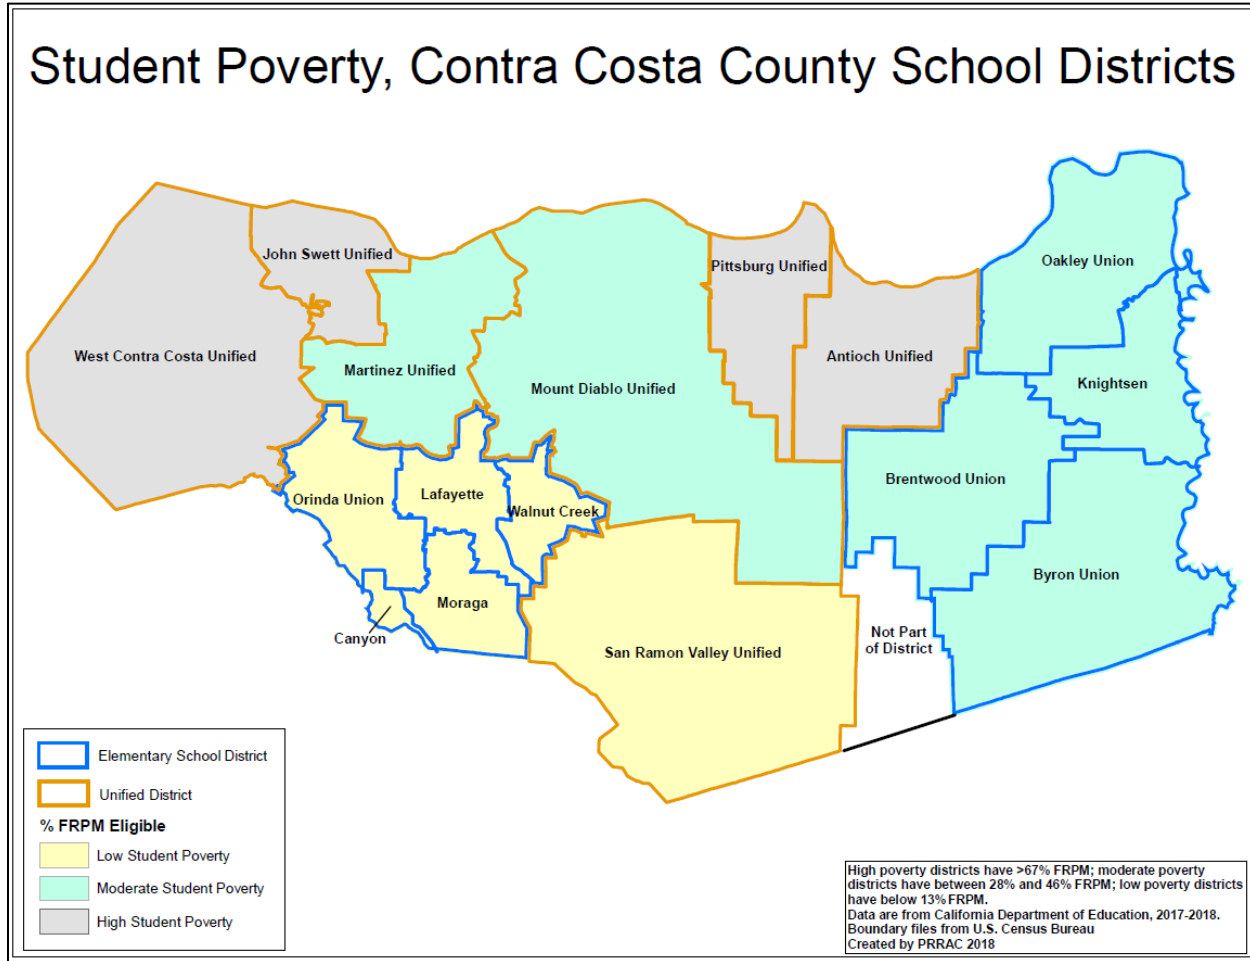 Student Poverty, Contra Costa County School Districts
Oakley Union
John Swett Unified
Pittsburg Unified
West Contra Costa Unified
Martinez Unified
Mount Diablo Unified
Antioch Unified
Knightsen
Orinda Union
Lafayette
Walnut Creek
Brentwood Union
Byron Union
Moraga
Canyon
San Ramon Valley Unified
Not Part
of District
Elementary School District
Unified District
% FRPM Eligible
Low Student Poverty
Moderate Student Poverty
High Student Poverty
High poverty districts have >67% FRPM; moderate poverty
districts have between 28% and 46% FRPM; low poverty districts
have below 13% FRPM.
Data are from California Department of Education, 2017-2018.
Boundary files from U.S. Census Bureau
Created by PRRAC 2018